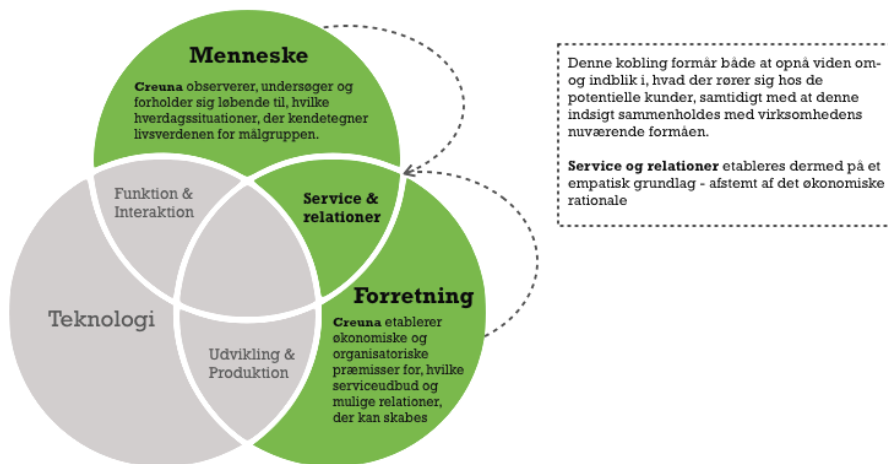 Menneske
Creuna observerer, undersøger og
forholder sig løbende til, hvilke
hverdagssituationer, der kendetegner
livsverdenen for målgruppen.
Funktion &
Interaktion
Service &
relationer
Teknologi
Forretning
Creuna etablerer
økonomiske og
organisatoriske
præmisser for, hvilke
serviceudbud og
mulige relationer,
der kan skabes
Udvikling &
Produktion
Denne kobling formår både at opnå viden om-
og indblik i, hvad der rører sig hos de
potentielle kunder, samtidigt med at denne
indsigt sammenholdes med virksomhedens
nuværende formåen.
Service og relationer etableres dermed på et
empatisk grundlag - afstemt af det økonomiske
rationale